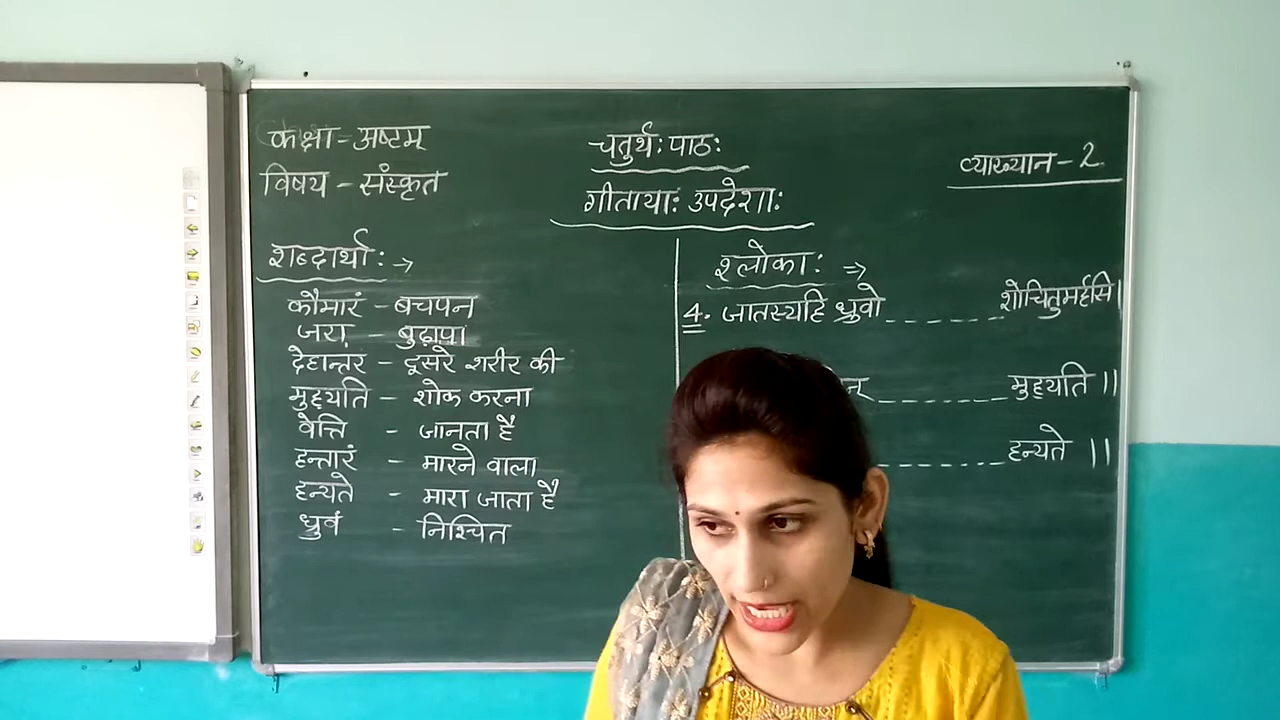 कक्षा - अष्टम
विषय - संस्कृत
चतुर्थः पाठः
गीतायाः उपदेशाः
व्याख्यान - 2
शब्दार्थाः →
कौमारं - बचपन
जरा - बुढ़ापा
देहान्तर - दूसरे शरीर की
मुह्यति - शोक करना
वेत्ति - जानता है
हन्तारं - मारने वाला
हन्यते - मारा जाता है
ध्रुवं - निश्चित
श्लोकाः ⇒
4. जातस्यहि ध्रुवो ------ शोचितुमर्हसि।
------- मुह्यति ।।
------ हन्यते ।।